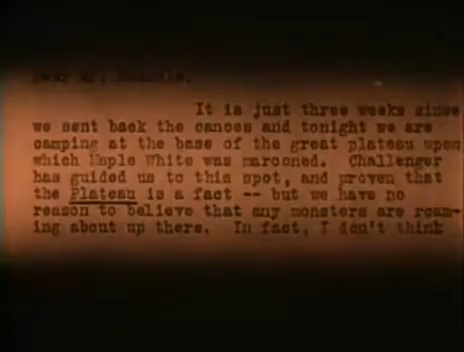 It is just three weeks since
we sent back the canoes and tonight we are
camping at the base of the great plateau upon
which Maple White was marooned. Challenger
has guided us to this spot, and proven that
the Plateau is a fact -- but we have no
reason to believe that any monsters are roam-
ing about up there. In fact, I don't think